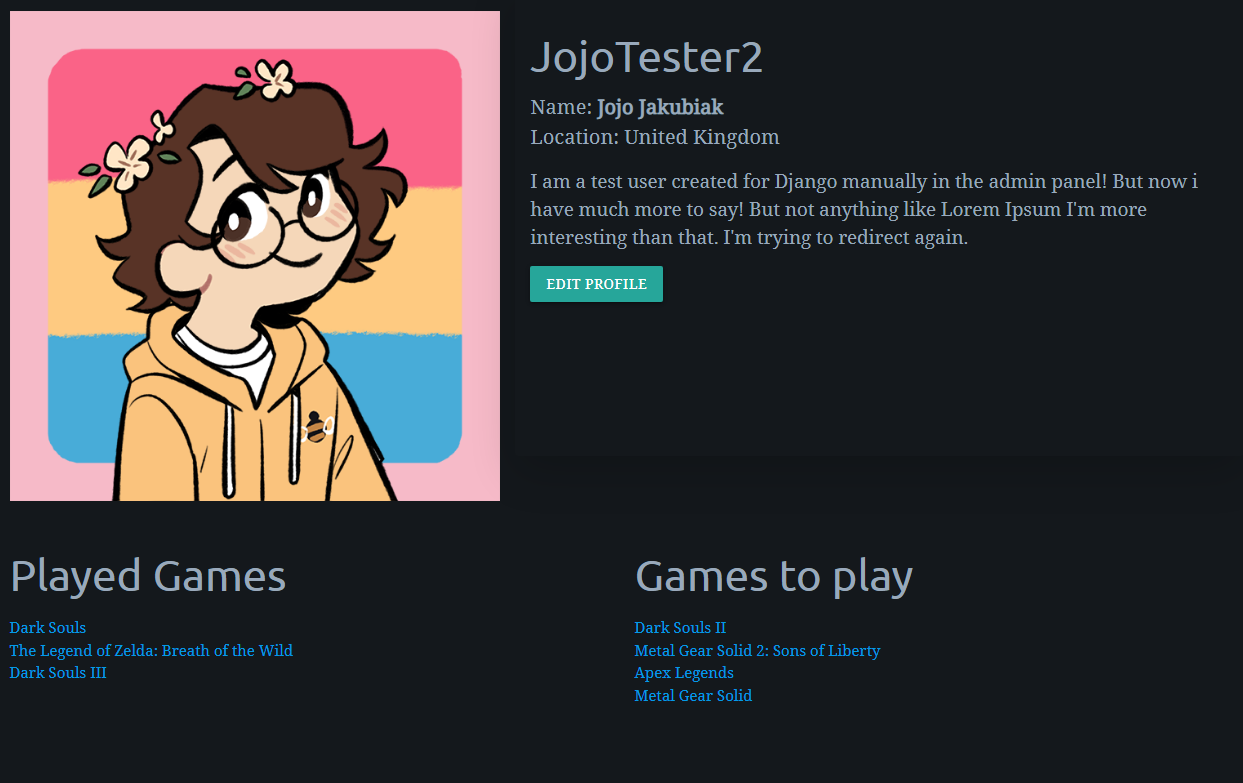 JojoTester2
Name: Jojo Jakubiak
Location: United Kingdom
I am a test user created for Django manually in the admin panel! But now i
have much more to say! But not anything like Lorem Ipsum I'm more
interesting than that. I'm trying to redirect again.
EDIT PROFILE
Played Games
Dark Souls
The Legend of Zelda: Breath of the Wild
Dark Souls III
Games to play
Dark Souls II
Metal Gear Solid 2: Sons of Liberty
Apex Legends
Metal Gear Solid